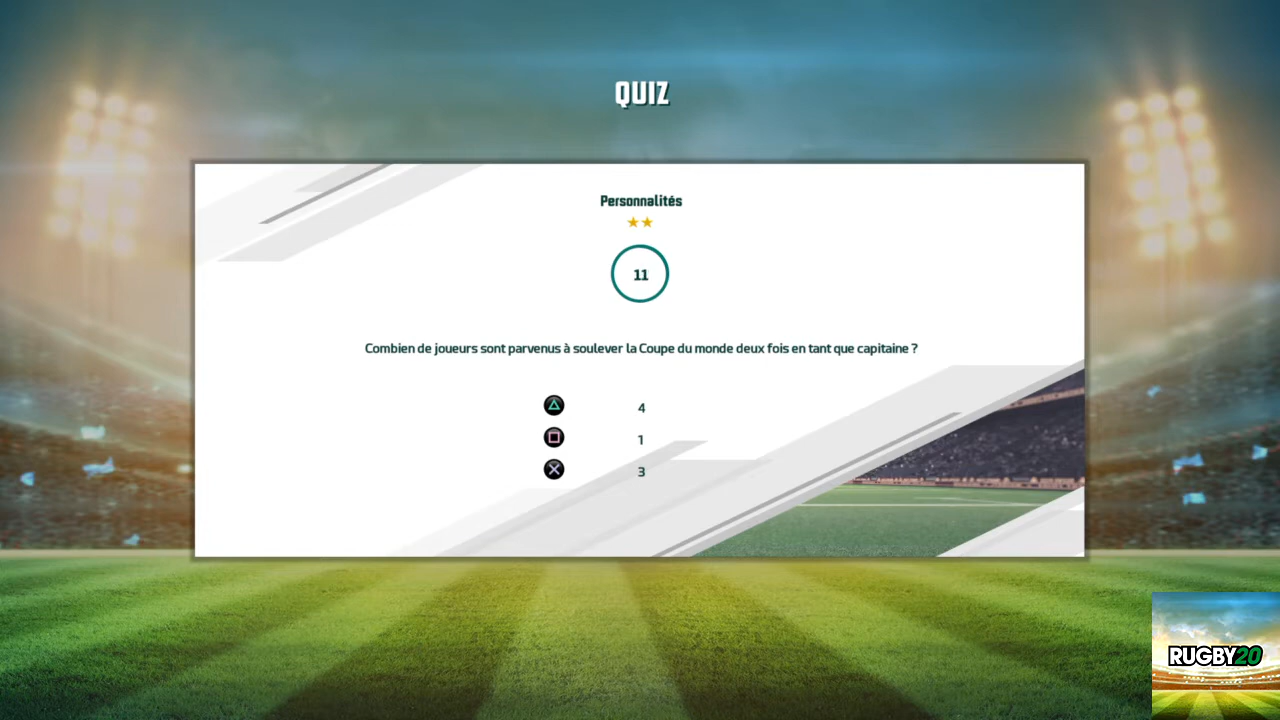 QUIZ
Personnalités
11
Combien de joueurs sont parvenus à soulever la Coupe du monde deux fois en tant que capitaine ?
4
1
3
RUGBY20